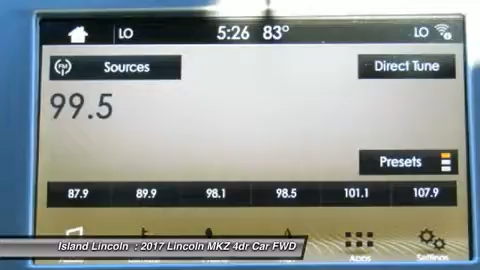 LO 5:26 83° LO
FM Sources Direct Tune
99.5
Presets
87.9 89.9 98.1 98.5 101.1 107.9
Apps Settings
Island Lincoln : 2017 Lincoln MKZ 4dr Car FWD